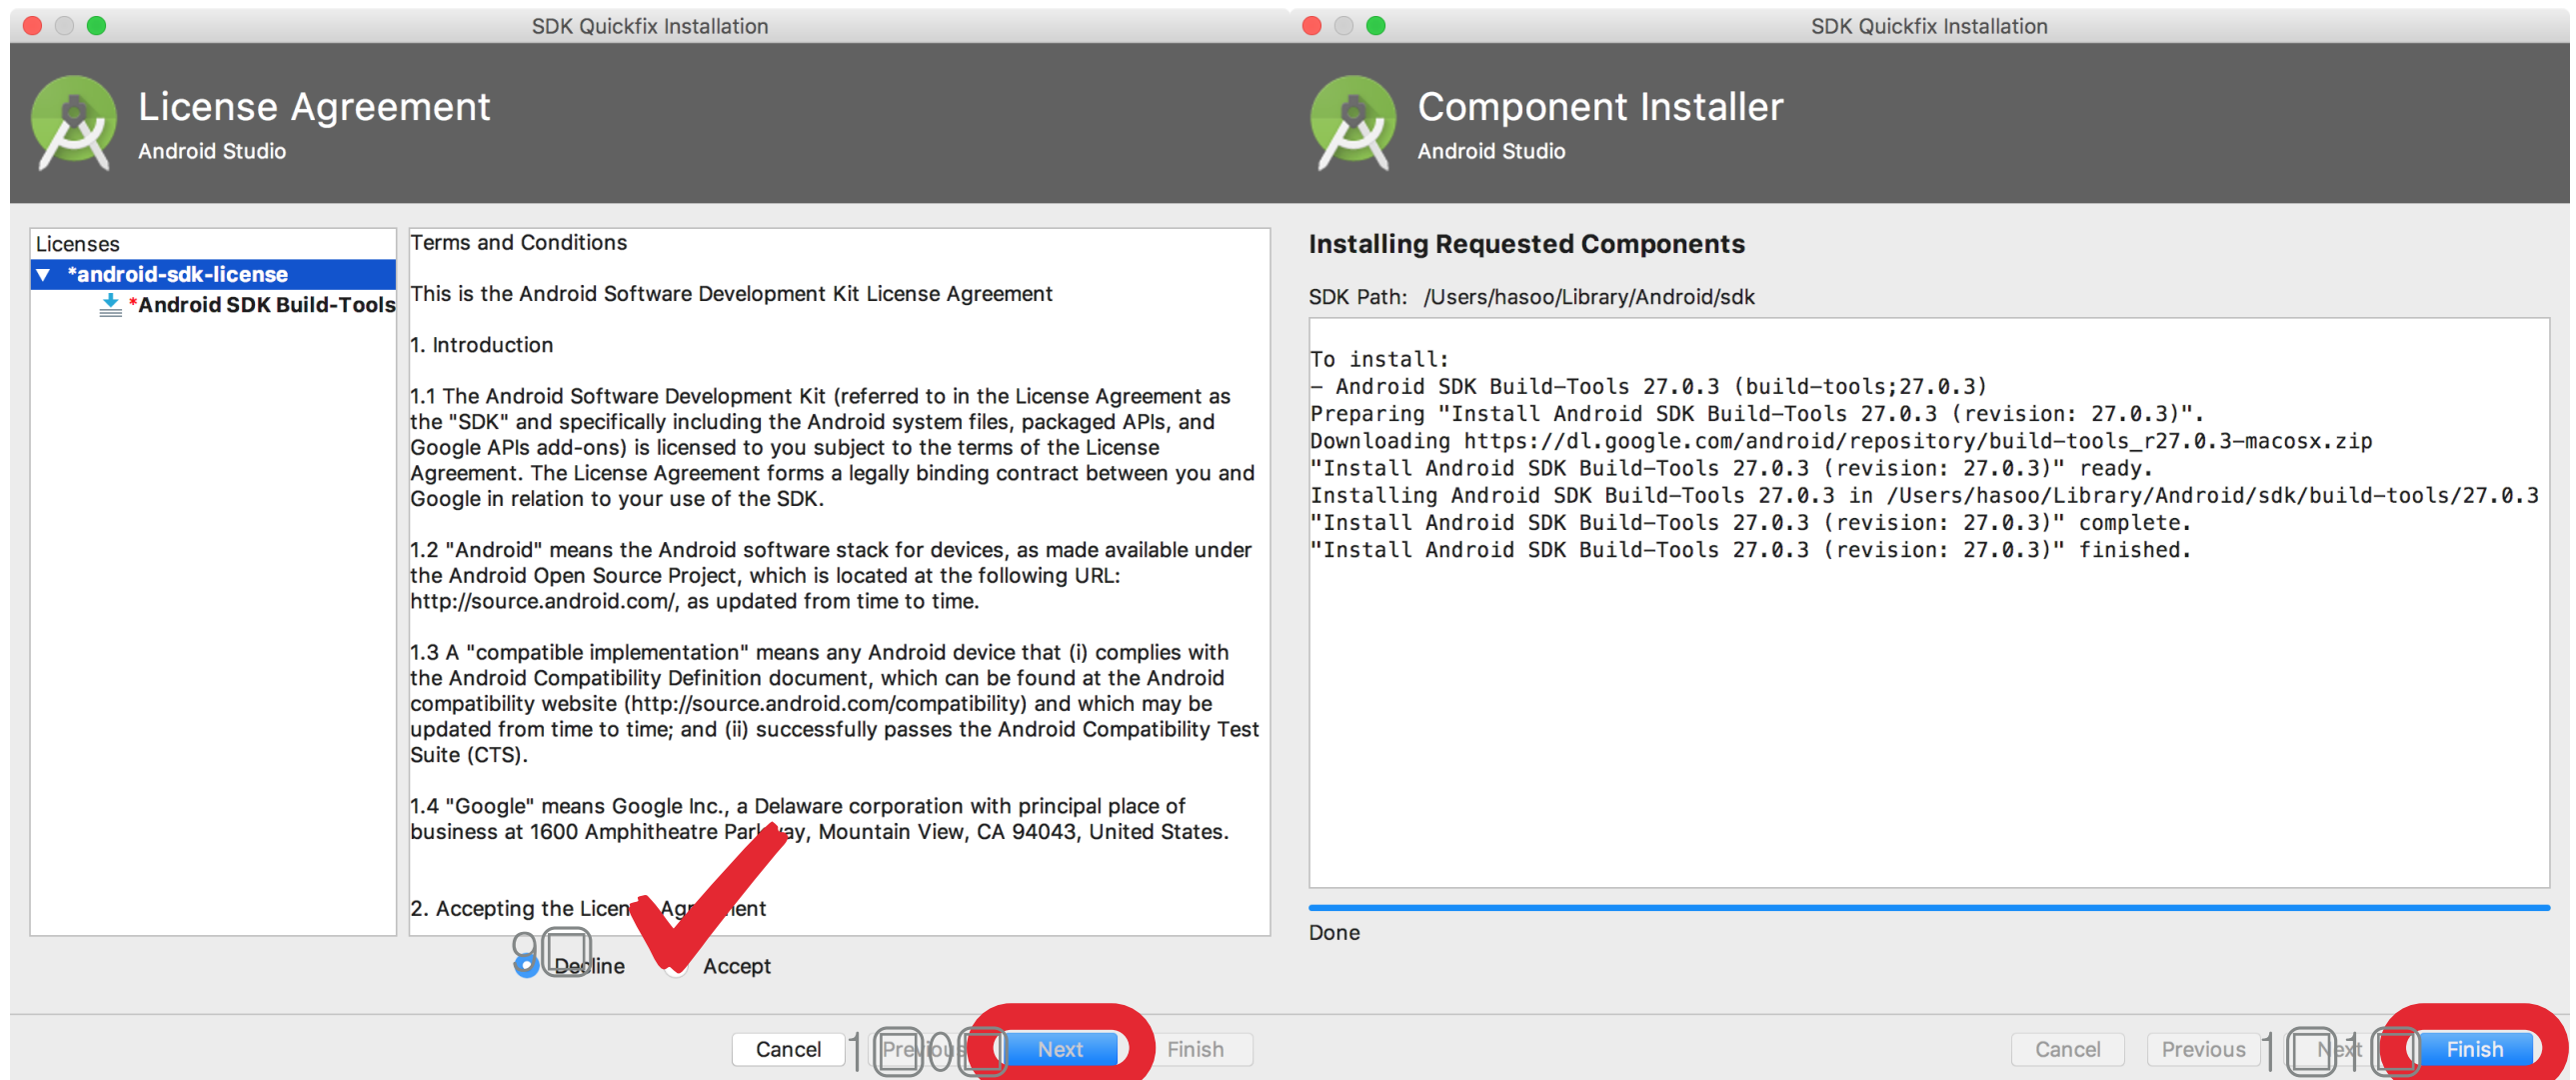 SDK Quickfix Installation
License Agreement
Android Studio
Licenses
*android-sdk-license
*Android SDK Build-Tools
Terms and Conditions
This is the Android Software Development Kit License Agreement
1. Introduction
1.1 The Android Software Development Kit (referred to in the License Agreement as
the "SDK" and specifically including the Android system files, packaged APIs, and
Google APIs add-ons) is licensed to you subject to the terms of the License
Agreement. The License Agreement forms a legally binding contract between you and
Google in relation to your use of the SDK.
1.2 "Android" means the Android software stack for devices, as made available under
the Android Open Source Project, which is located at the following URL:
http://source.android.com/, as updated from time to time.
1.3 A "compatible implementation" means any Android device that (i) complies with
the Android Compatibility Definition document, which can be found at the Android
compatibility website (http://source.android.com/compatibility) and which may be
updated from time to time; and (ii) successfully passes the Android Compatibility Test
Suite (CTS).
1.4 "Google" means Google Inc., a Delaware corporation with principal place of
business at 1600 Amphitheatre Parkway, Mountain View, CA 94043, United States.
2. Accepting the License Agreement
9 Decline Accept
Cancel 1 Previous 0 Next Finish
SDK Quickfix Installation
Component Installer
Android Studio
Installing Requested Components
SDK Path: /Users/hasoo/Library/Android/sdk
To install:
- Android SDK Build-Tools 27.0.3 (build-tools;27.0.3)
Preparing "Install Android SDK Build-Tools 27.0.3 (revision: 27.0.3)".
Downloading https://dl.google.com/android/repository/build-tools_r27.0.3-macosx.zip
"Install Android SDK Build-Tools 27.0.3 (revision: 27.0.3)" ready.
Installing Android SDK Build-Tools 27.0.3 in /Users/hasoo/Library/Android/sdk/build-tools/27.0.3
"Install Android SDK Build-Tools 27.0.3 (revision: 27.0.3)" complete.
"Install Android SDK Build-Tools 27.0.3 (revision: 27.0.3)" finished.
Done
Cancel Previous 1 Next 1 Finish